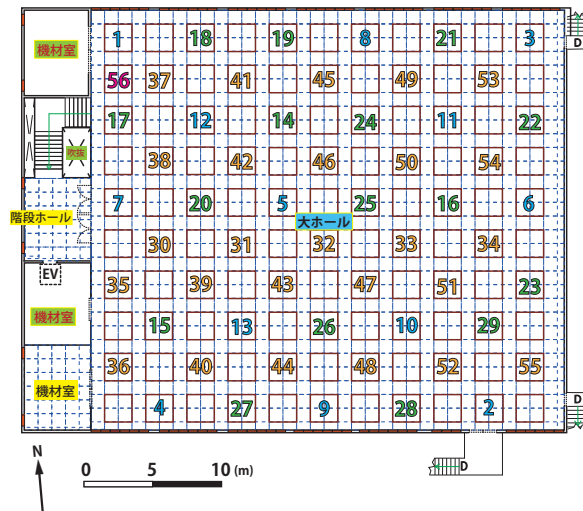 1 18 19 8 21 3 D
機材室
56 37 41 45 49 53
17 12 14 24 11 22
吹抜
38 42 46 50 54
7 20 5 25 16 6
階段ホール
大ホール
30 31 32 33 34
EV
35 39 43 47 51 23
機材室
15 13 26 10 29
36 40 44 48 52 55
機材室
4 27 9 28 2 D
N
D
0 5 10 (m)